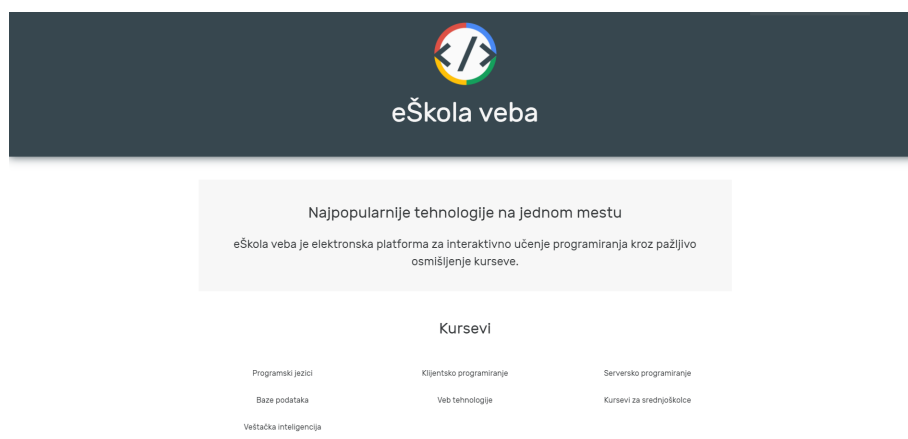 </>
eŠkola veba
Najpopularnije tehnologije na jednom mestu
eŠkola veba je elektronska platforma za interaktivno učenje programiranja kroz pažljivo
osmišljenje kurseve.
Kursevi
Programski jezici Klijentsko programiranje Serversko programiranje
Baze podataka Veb tehnologije Kursevi za srednjoškolce
Veštačka inteligencija